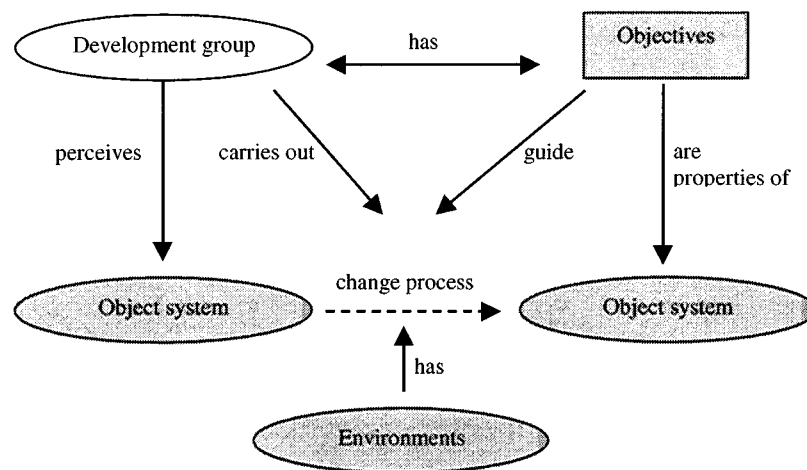 Development group
has
Objectives
perceives
carries out
guide
are
properties of
change process
Object system
Object system
has
Environments